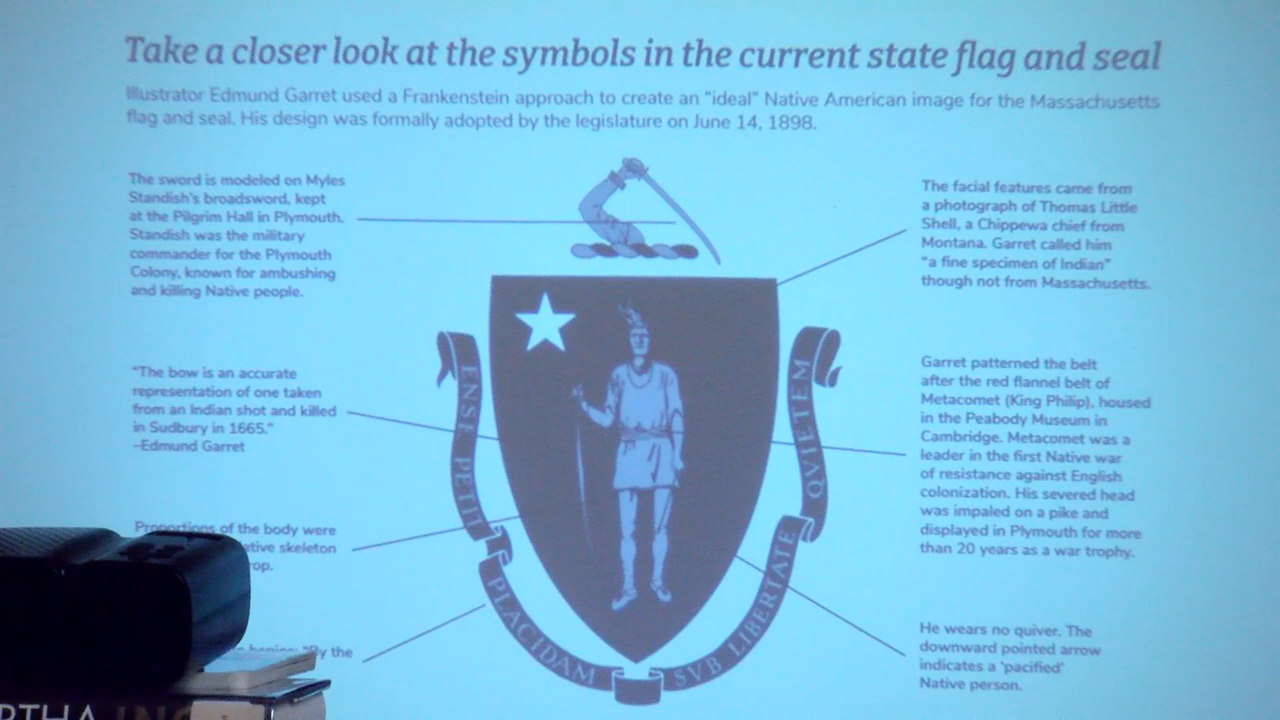 Take a closer look at the symbols in the current state flag and seal
Illustrator Edmund Garret used a Frankenstein approach to create an “ideal” Native American image for the Massachusetts
flag and seal. His design was formally adopted by the legislature on June 14, 1898.
The sword is modeled on Myles
Standish's broadsword, kept
at the Pilgrim Hall in Plymouth.
Standish was the military
commander for the Plymouth
Colony, known for ambushing
and killing Native people.
"The bow is an accurate
representation of one taken
from an Indian shot and killed
in Sudbury in 1665."
–Edmund Garret
Proportions of the body were
skeleton
By the
ENSE PETIT
PLACIDAM
SVB LIBERTATE
QVIETEM
The facial features came from
a photograph of Thomas Little
Shell, a Chippewa chief from
Montana. Garret called him
"a fine specimen of Indian"
though not from Massachusetts.
Garret patterned the belt
after the red flannel belt of
Metacomet (King Philip), housed
in the Peabody Museum in
Cambridge. Metacomet was a
leader in the first Native war
of resistance against English
colonization. His severed head
was impaled on a pike and
displayed in Plymouth for more
than 20 years as a war trophy.
He wears no quiver. The
downward pointed arrow
indicates a 'pacified'
Native person.